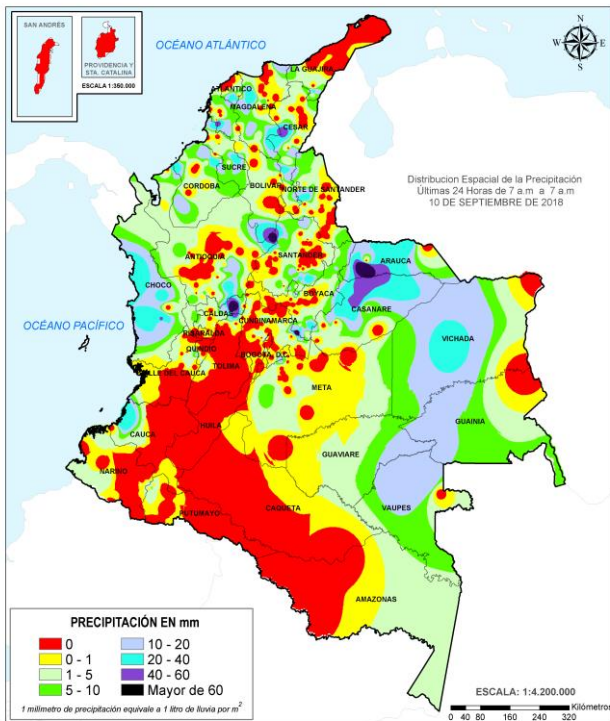 SAN ANDRÉS
PROVIDENCIA Y
STA. CATALINA
ESCALA 1:350.000
OCÉANO ATLÁNTICO
N
W E
S
LA GUAJIRA
ATLANTICO
MAGDALENA
CESAR
SUCRE
CORDOBA
BOLIVAR
NORTE DE SANTANDER
Distribucion Espacial de la Precipitación
Últimas 24 Horas de 7 a.m a 7 a.m
10 DE SEPTIEMBRE DE 2018
ANTIOQUIA
SANTANDER
ARAUCA
CHOCO
BOYACA
CASANARE
OCÉANO PACÍFICO
CALDAS
CUNDINAMARCA
RISARALDA
VICHADA
QUINDIO
BOGOTA, D.C.
TOLIMA
VALLE DEL CAUCA
META
GUAINIA
CAUCA
HUILA
GUAVIARE
NARIÑO
CAQUETA
VAUPES
PUTUMAYO
AMAZONAS
PRECIPITACIÓN EN mm
0 10 - 20
0 - 1 20 - 40
1 - 5 40 - 60
5 - 10 Mayor de 60
1 milimetro de precipitación equivale a 1 litro de lluvia por m²
ESCALA: 1:4.200.000
Kilómetros
0 40 80 160 240 320